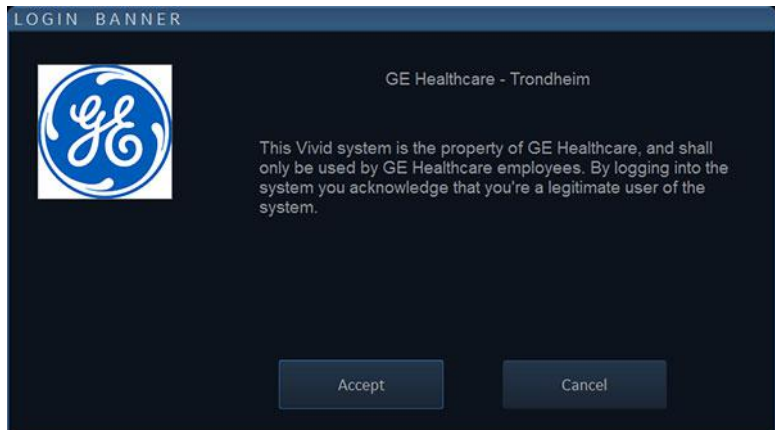 LOGIN BANNER
GE
GE Healthcare - Trondheim
This Vivid system is the property of GE Healthcare, and shall
only be used by GE Healthcare employees. By logging into the
system you acknowledge that you're a legitimate user of the
system.
Accept
Cancel